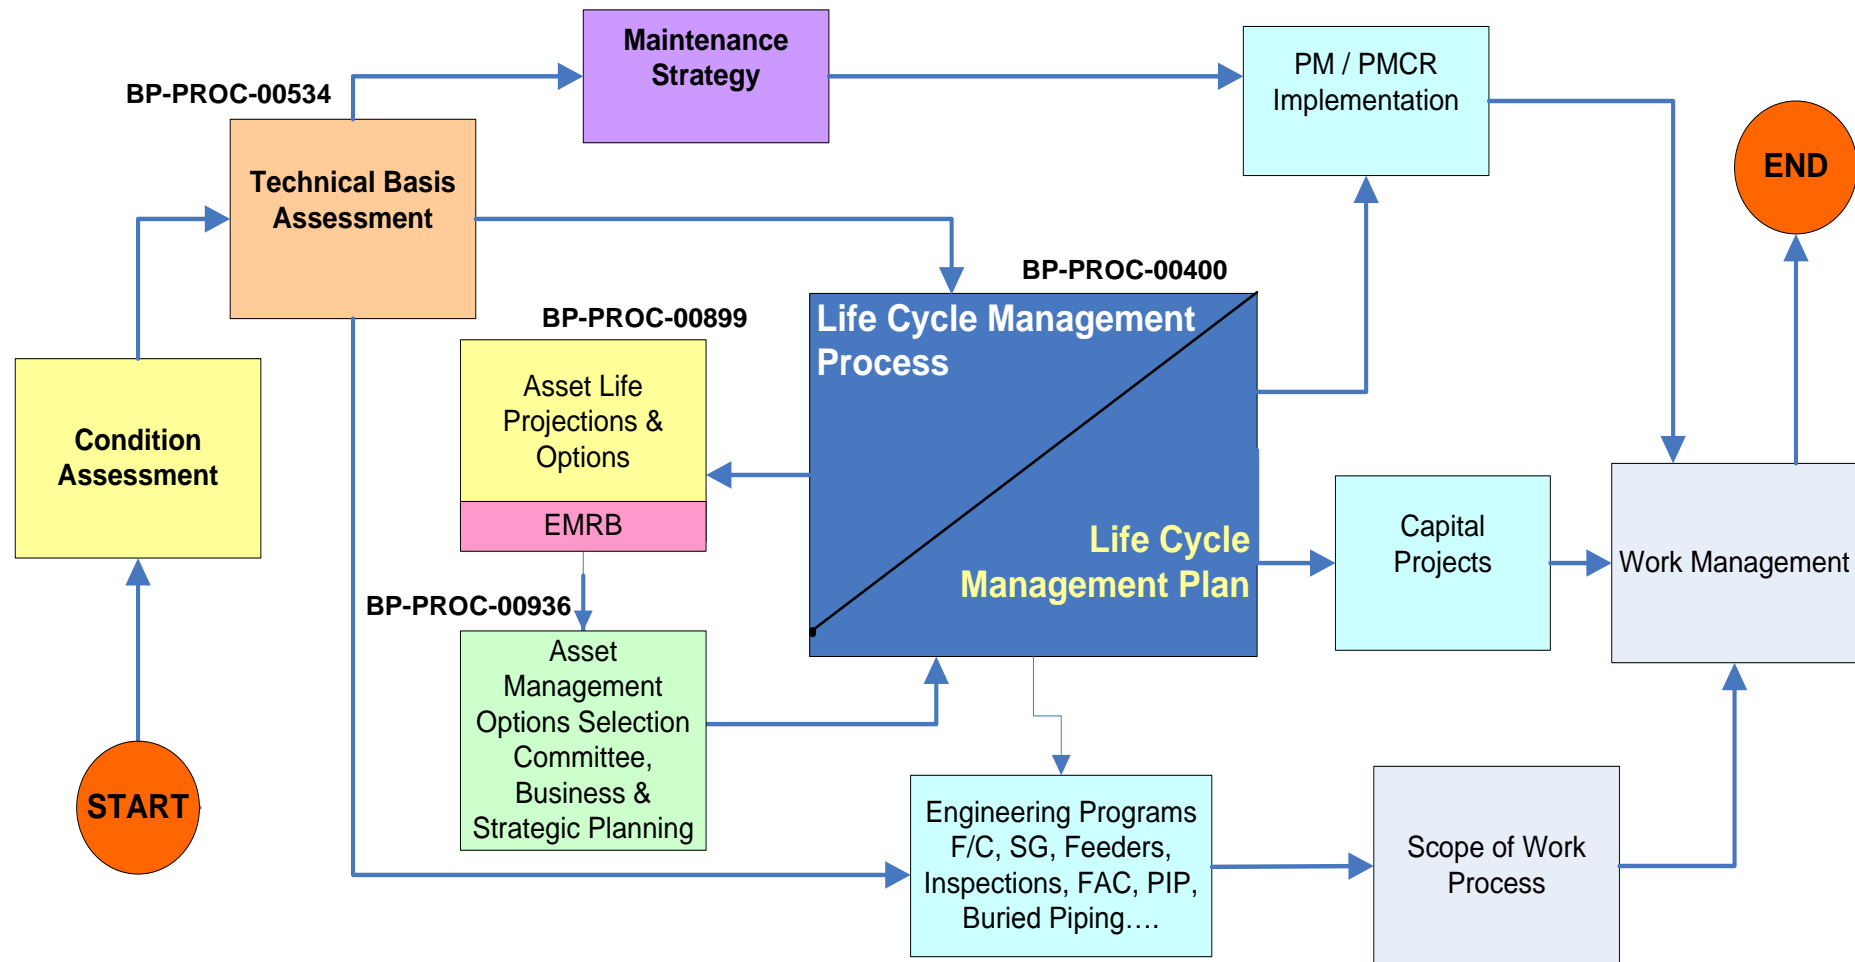 Maintenance
Strategy
PM / PMCR
Implementation
BP-PROC-00534
END
Technical Basis
Assessment
BP-PROC-00400
BP-PROC-00899
Life Cycle Management
Process
Asset Life
Projections &
Options
Condition
Assessment
EMRB
Life Cycle
Management Plan
Capital
Projects
Work Management
BP-PROC-00936
Asset
Management
Options Selection
Committee,
Business &
Strategic Planning
START
Engineering Programs
F/C, SG, Feeders,
Inspections, FAC, PIP,
Buried Piping….
Scope of Work
Process